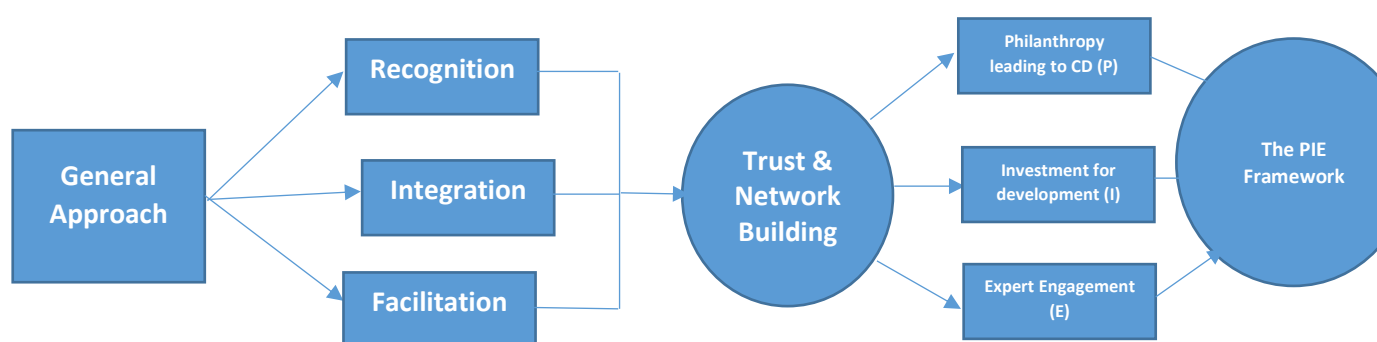 General
Approach
Recognition
Integration
Facilitation
Trust &
Network
Building
Philanthropy
leading to CD (P)
Investment for
development (I)
Expert Engagement
(E)
The PIE
Framework